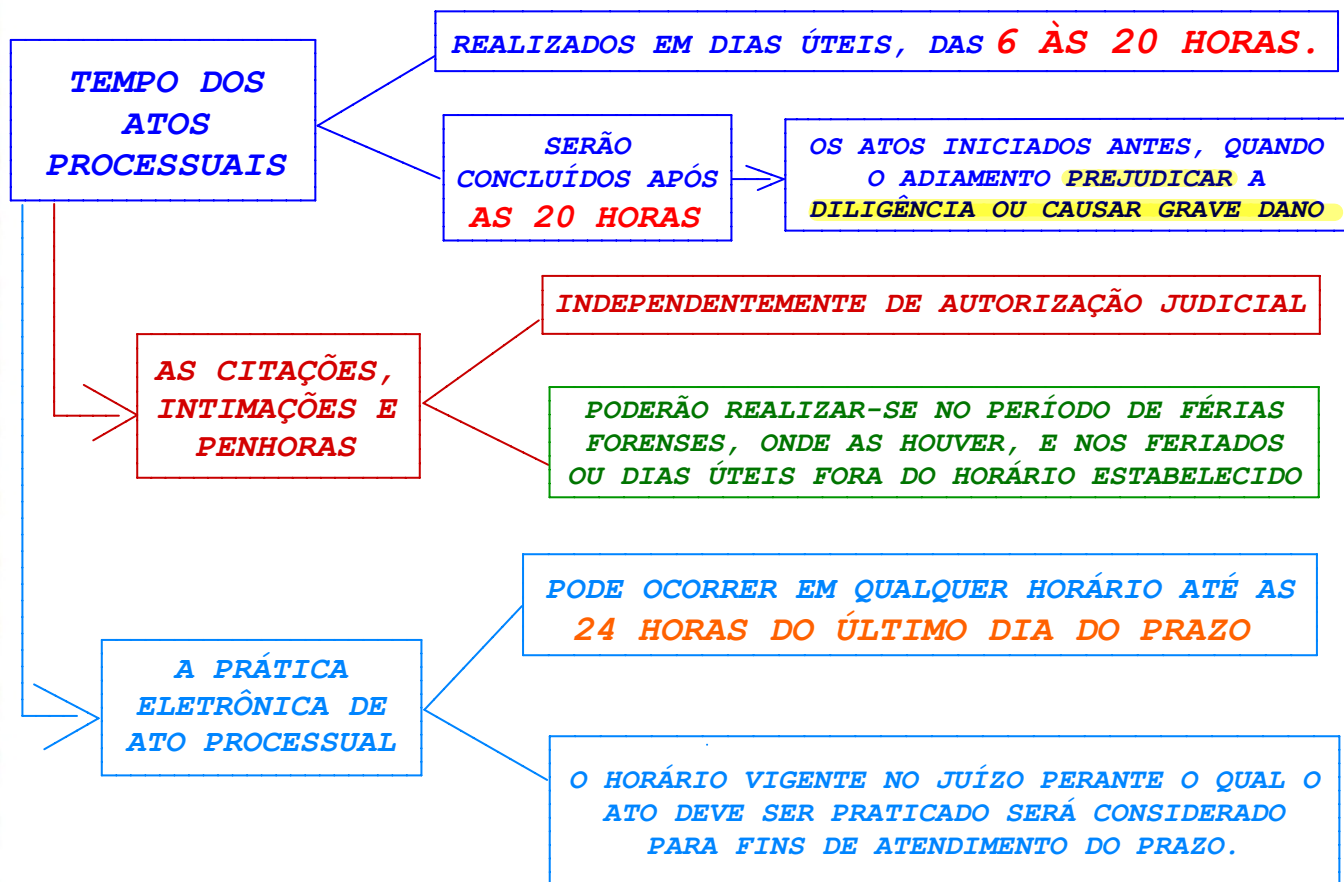 TEMPO DOS
ATOS
PROCESSUAIS
REALIZADOS EM DIAS ÚTEIS, DAS 6 ÀS 20 HORAS.
SERÃO
CONCLUÍDOS APÓS
AS 20 HORAS
OS ATOS INICIADOS ANTES, QUANDO
O ADIAMENTO PREJUDICAR A
DILIGÊNCIA OU CAUSAR GRAVE DANO
AS CITAÇÕES,
INTIMAÇÕES E
PENHORAS
INDEPENDENTEMENTE DE AUTORIZAÇÃO JUDICIAL
PODERÃO REALIZAR-SE NO PERÍODO DE FÉRIAS
FORENSES, ONDE AS HOUVER, E NOS FERIADOS
OU DIAS ÚTEIS FORA DO HORÁRIO ESTABELECIDO
A PRÁTICA
ELETRÔNICA DE
ATO PROCESSUAL
PODE OCORRER EM QUALQUER HORÁRIO ATÉ AS
24 HORAS DO ÚLTIMO DIA DO PRAZO
O HORÁRIO VIGENTE NO JUÍZO PERANTE O QUAL O
ATO DEVE SER PRATICADO SERÁ CONSIDERADO
PARA FINS DE ATENDIMENTO DO PRAZO.